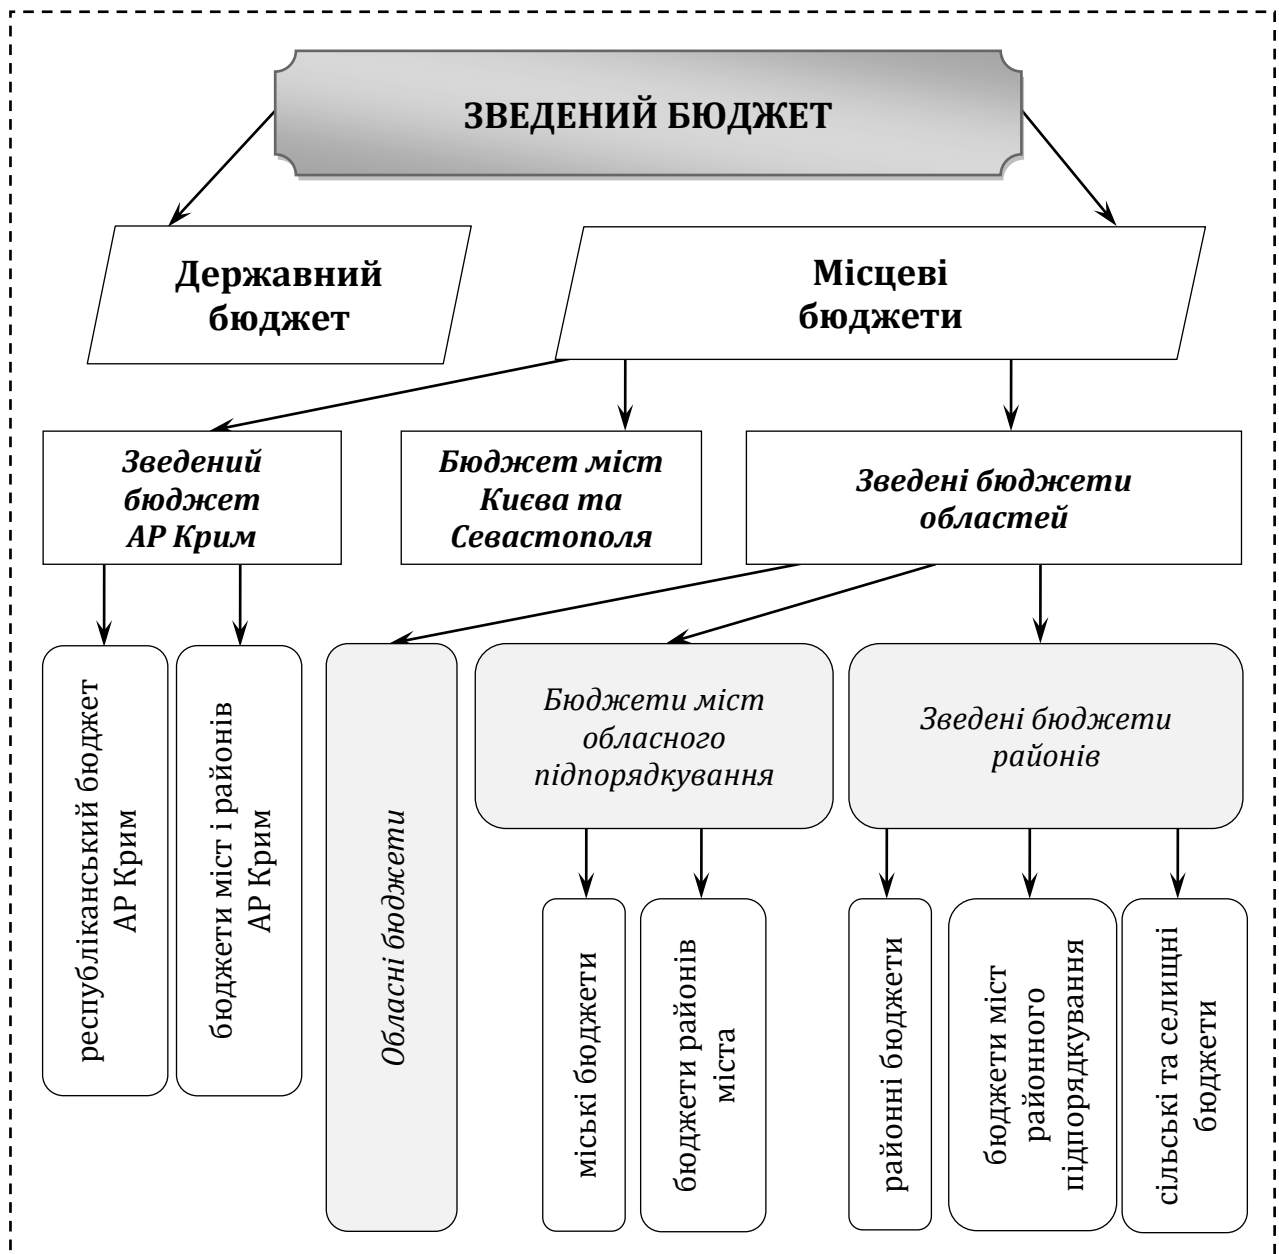 ЗВЕДЕНИЙ БЮДЖЕТ
Державний
бюджет
Місцеві
бюджети
Зведений
бюджет
АР Крим
Бюджет міст
Києва та
Севастополя
Зведені бюджети
областей
республіканський бюджет
АР Крим
бюджети міст і районів
АР Крим
Обласні бюджети
Бюджети міст
обласного
підпорядкування
Зведені бюджети
районів
міські бюджети
бюджети районів
міста
районні бюджети
бюджети міст
районного
підпорядкування
сільські та селищні
бюджети